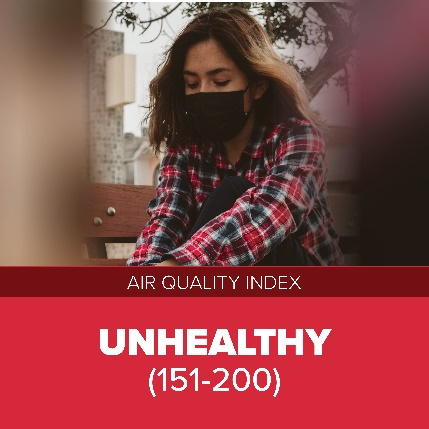 AIR QUALITY INDEX
UNHEALTHY
(151-200)